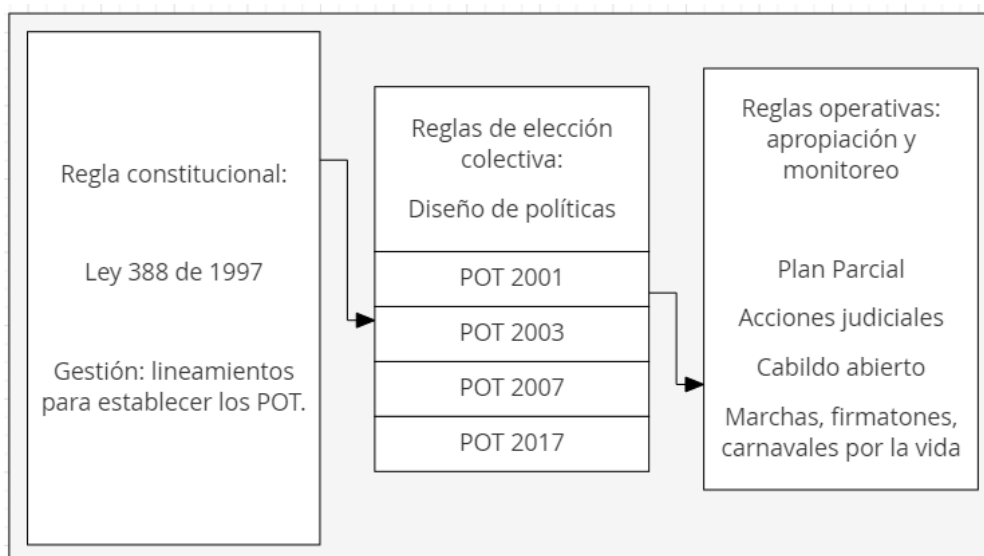 Regla constitucional:
Ley 388 de 1997
Gestión: lineamientos
para establecer los POT.
Reglas de elección
colectiva:
Diseño de políticas
POT 2001
POT 2003
POT 2007
POT 2017
Reglas operativas:
apropiación y
monitoreo
Plan Parcial
Acciones judiciales
Cabildo abierto
Marchas, firmatones,
carnavales por la vida